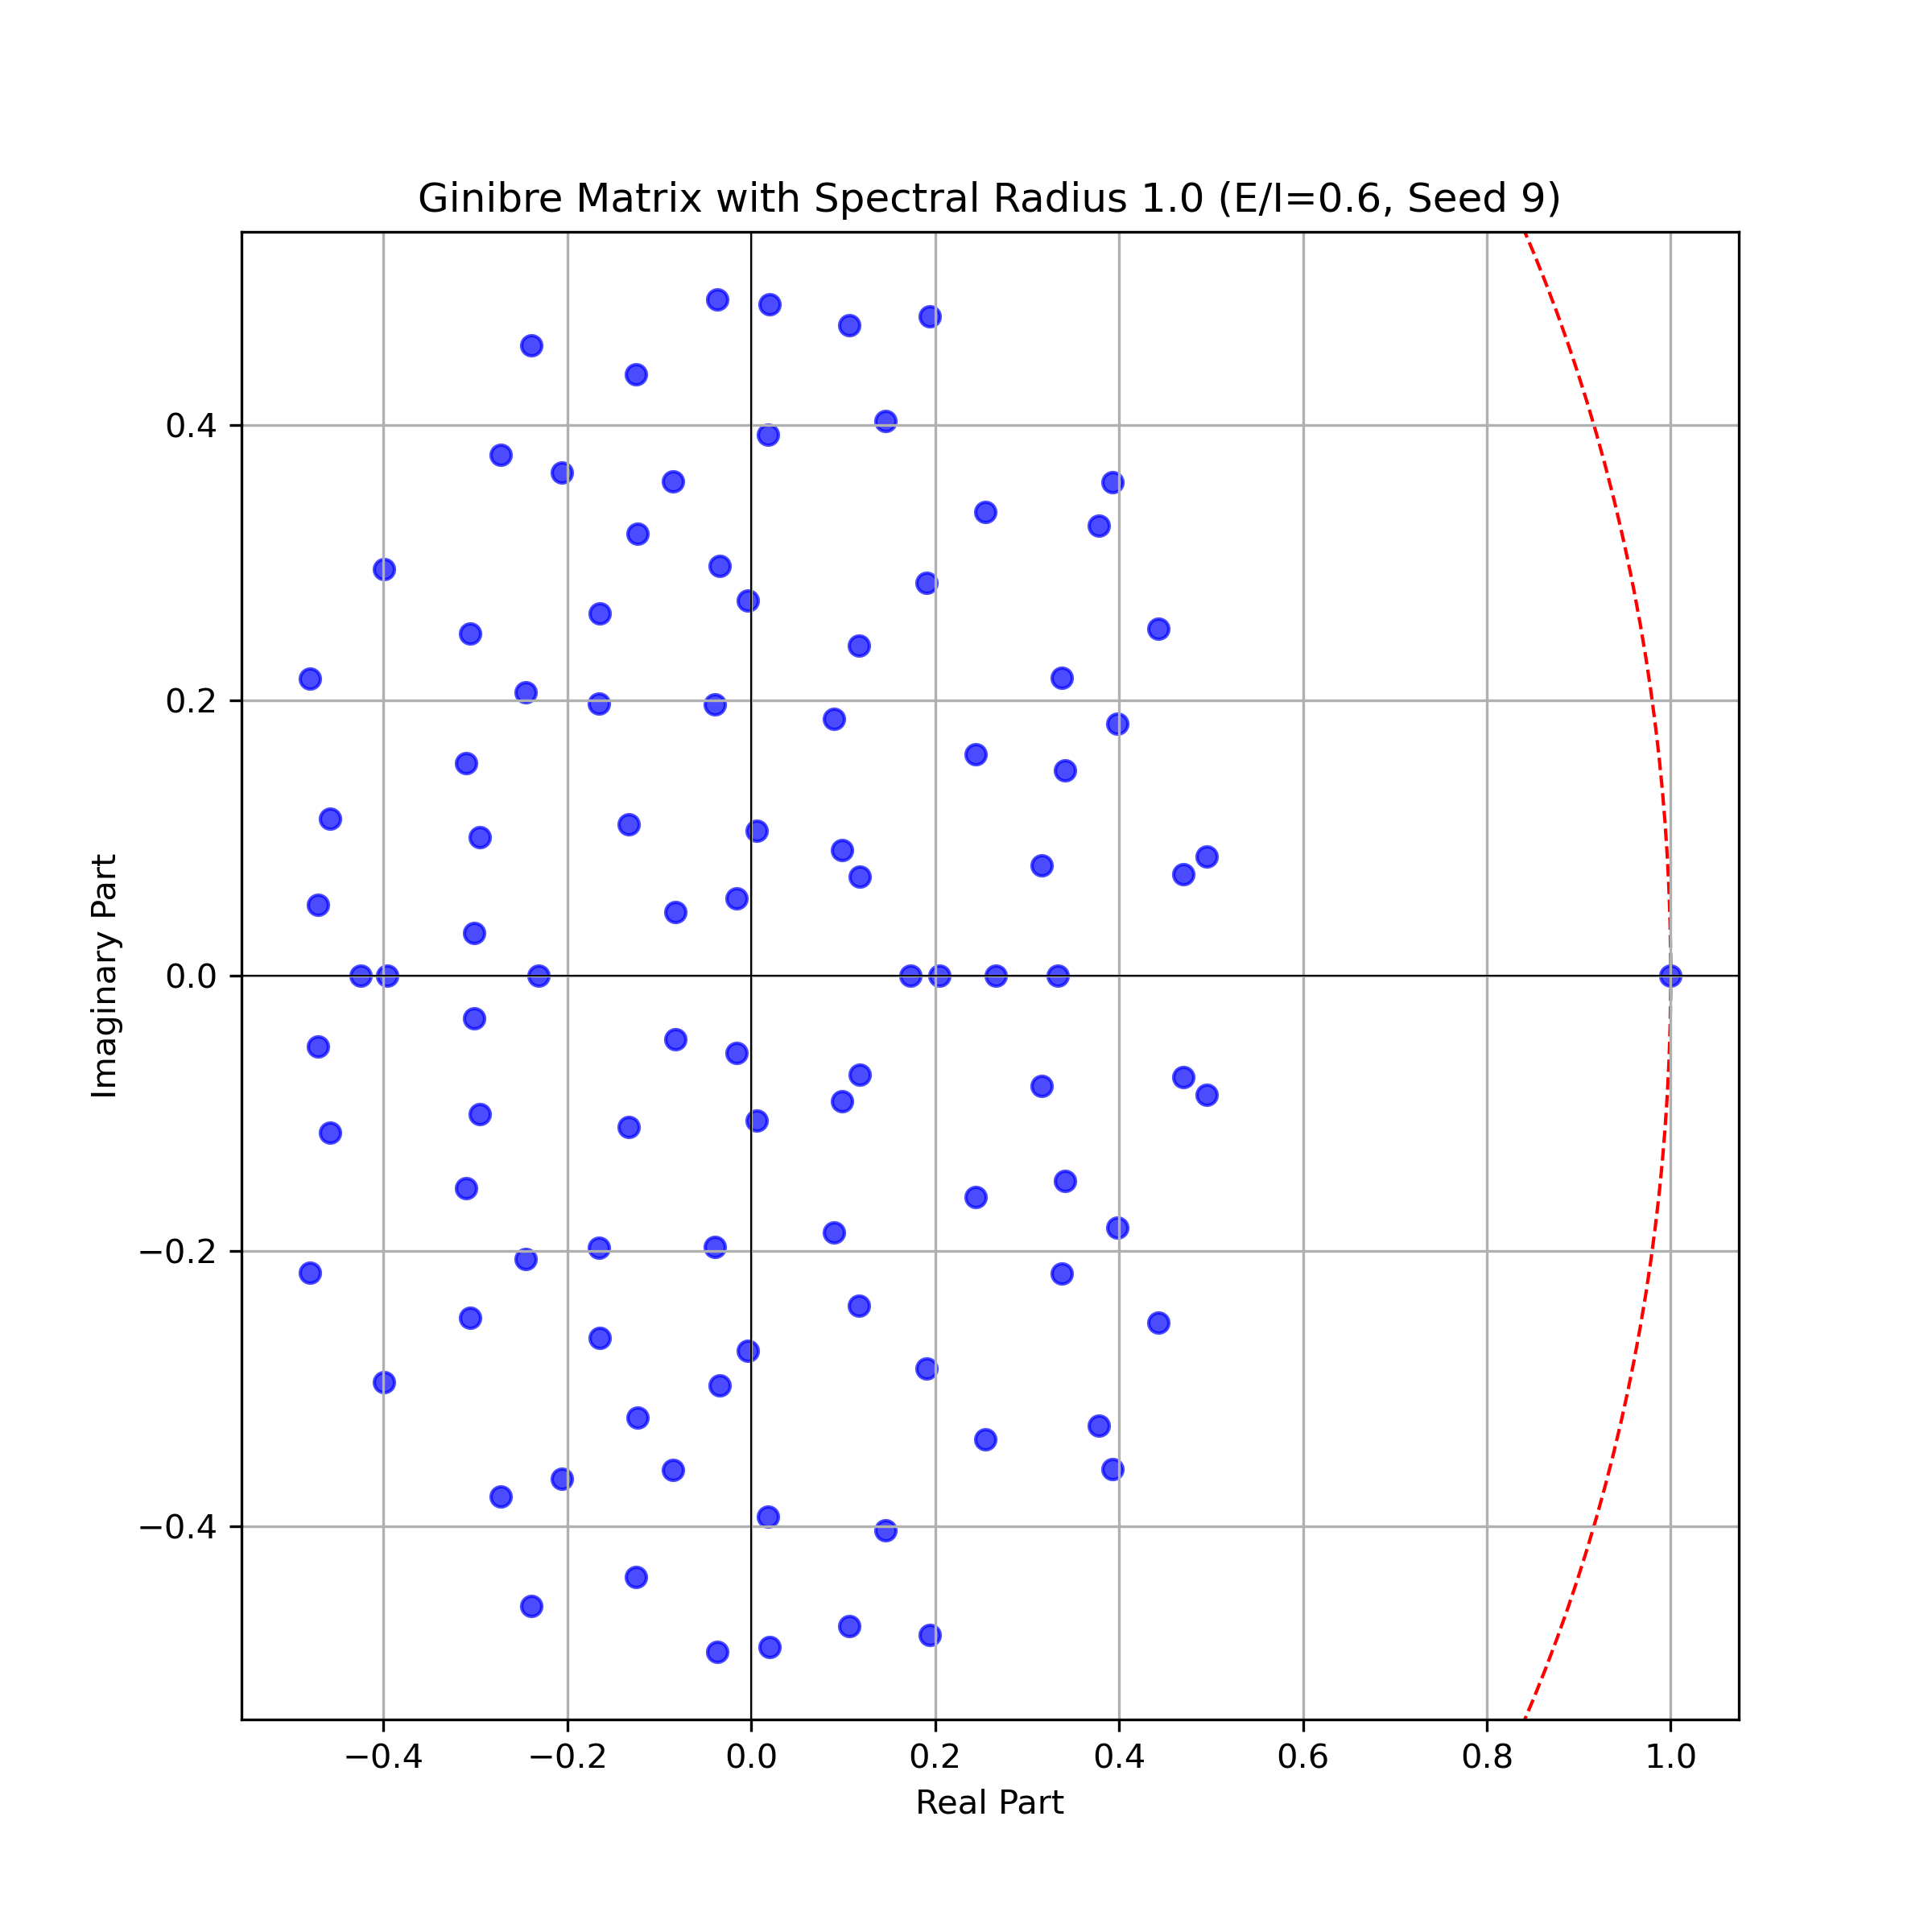 Ginibre Matrix with Spectral Radius 1.0 (E/I=0.6, Seed 9)
0.4
0.2
0.0
−0.2
−0.4
Imaginary Part
−0.4 −0.2 0.0 0.2 0.4 0.6 0.8 1.0
Real Part